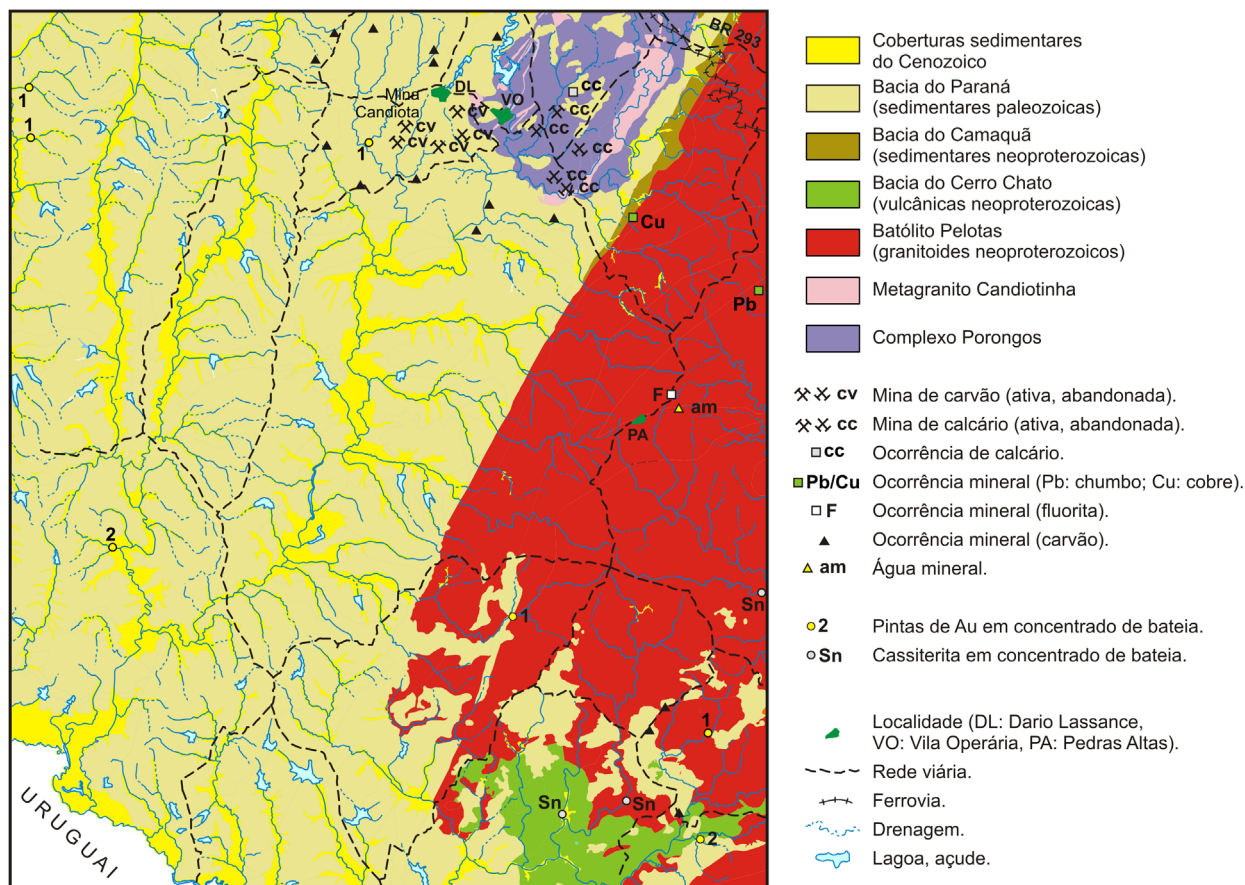 BR 293
DL
Mina
Candiota
cv
VO
cc
cc
1
1
cv
cv
cv
cv
cc
cc
1
cc
cc
Cu
Pb
F
am
PA
2
1
Sn
1
Sn
Sn
2
URUGUAI
Coberturas sedimentares
do Cenozoico
Bacia do Paraná
(sedimentares paleozoicas)
Bacia do Camaquã
(sedimentares neoproterozoicas)
Bacia do Cerro Chato
(vulcânicas neoproterozoicas)
Batólito Pelotas
(granitoides neoproterozoicos)
Metagranito Candiotinha
Complexo Porongos
cv Mina de carvão (ativa, abandonada).
cc Mina de calcário (ativa, abandonada).
cc Ocorrência de calcário.
Pb/Cu Ocorrência mineral (Pb: chumbo; Cu: cobre).
F Ocorrência mineral (fluorita).
Ocorrência mineral (carvão).
am Água mineral.
2 Pintas de Au em concentrado de bateia.
Sn Cassiterita em concentrado de bateia.
Localidade (DL: Dario Lassance,
VO: Vila Operária, PA: Pedras Altas).
Rede viária.
Ferrovia.
Drenagem.
Lagoa, açude.